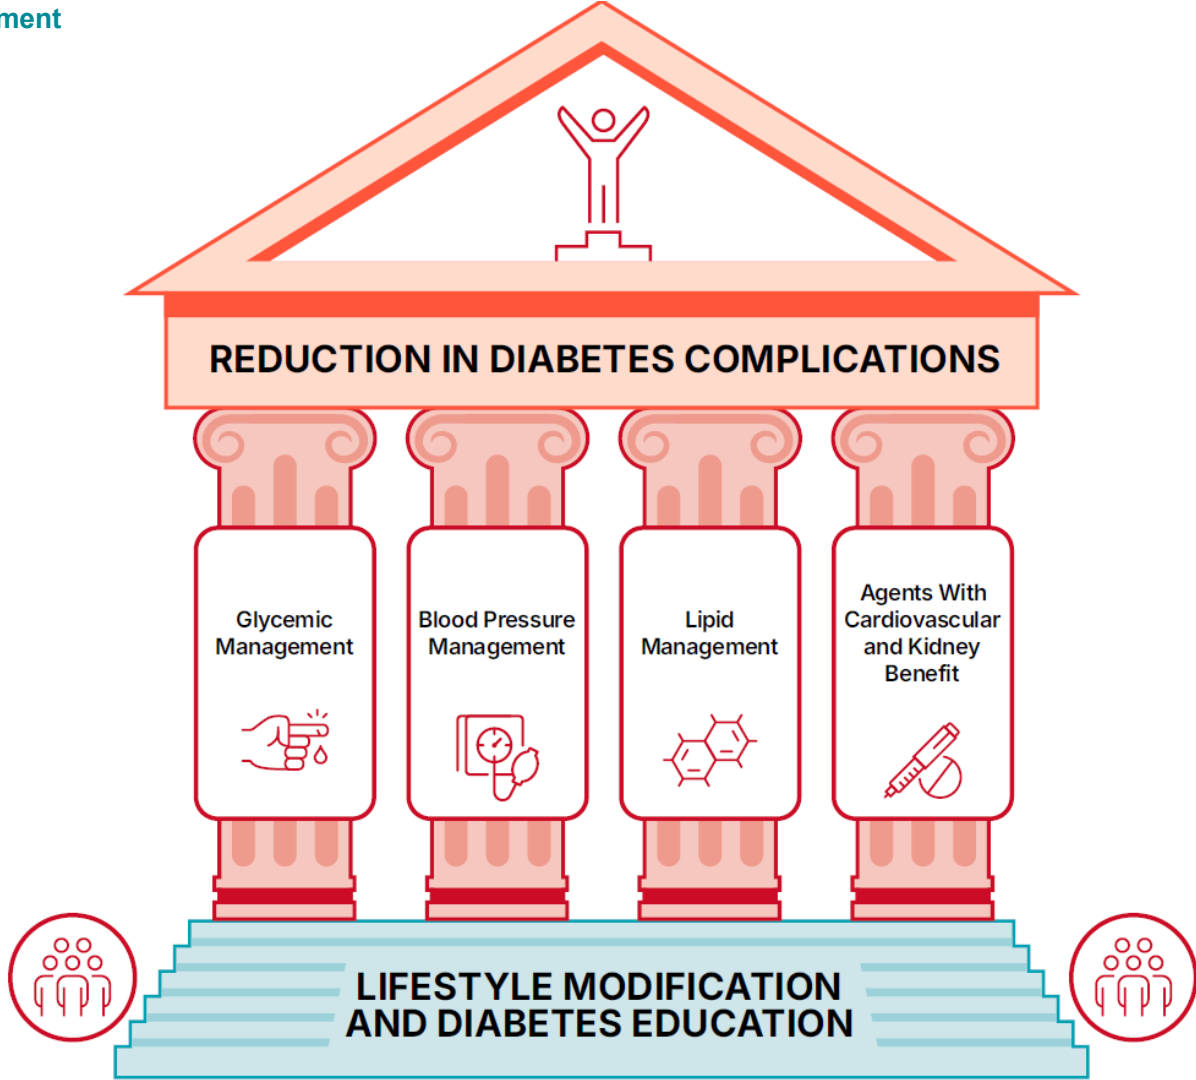 ment
REDUCTION IN DIABETES COMPLICATIONS
Glycemic
Management
Blood Pressure
Management
Lipid
Management
Agents With
Cardiovascular
and Kidney
Benefit
LIFESTYLE MODIFICATION
AND DIABETES EDUCATION